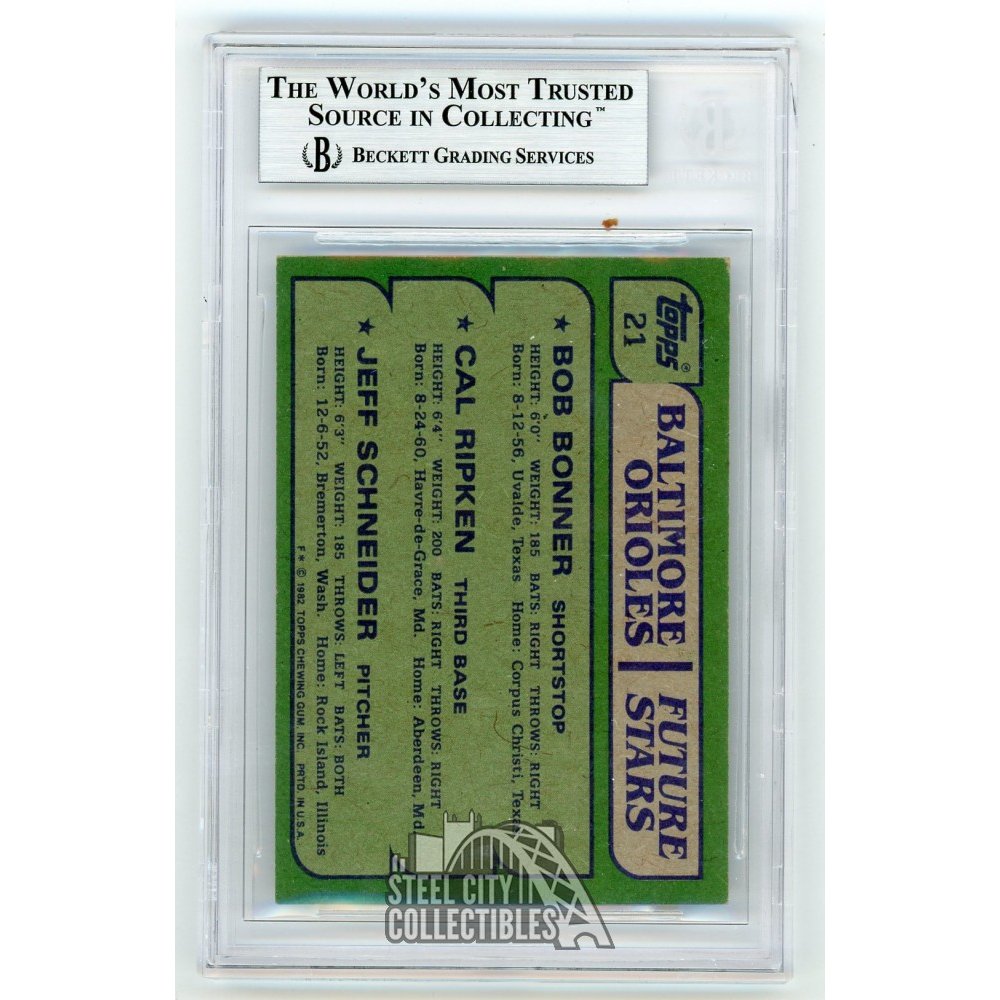 THE WORLD'S MOST TRUSTED
SOURCE IN COLLECTING™
B BECKETT GRADING SERVICES
topps®
21
BALTIMORE ORIOLES | FUTURE STARS
★ BOB BONNER SHORTSTOP
HEIGHT: 6'0" WEIGHT: 185 BATS: RIGHT THROWS: RIGHT
Born: 8-12-56, Uvalde, Texas Home: Corpus Christi, Texas
★ CAL RIPKEN THIRD BASE
HEIGHT: 6'4" WEIGHT: 200 BATS: RIGHT THROWS: RIGHT
Born: 8-24-60, Havre-de-Grace, Md. Home: Aberdeen, Md
★ JEFF SCHNEIDER PITCHER
HEIGHT: 6'3" WEIGHT: 185 THROWS: LEFT BATS: BOTH
Born: 12-6-52, Bremerton, Wash. Home: Rock Island, Illinois
F* © 1982 TOPPS CHEWING GUM, INC. PRTD. IN U.S.A.
STEEL CITY
COLLECTIBLES